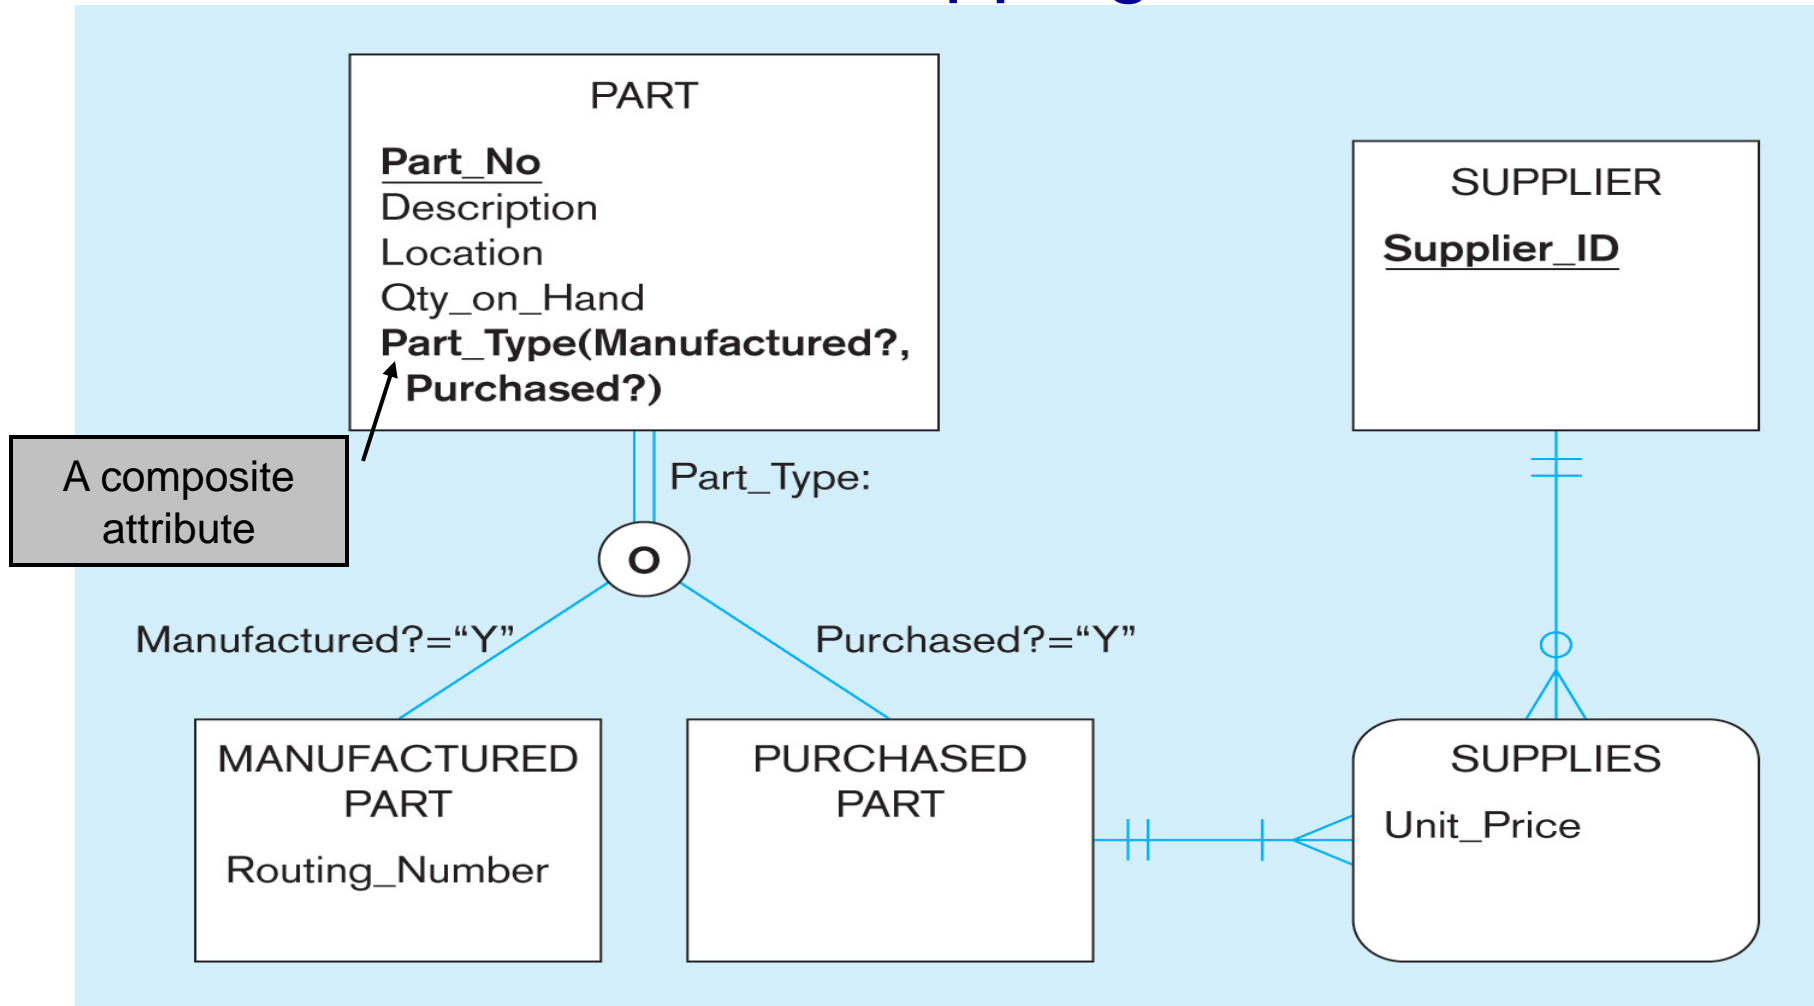 PART
Part_No
Description
Location
Qty_on_Hand
Part_Type(Manufactured?,
Purchased?)
A composite
attribute
Part_Type:
O
Manufactured?=“Y”
Purchased?=“Y”
MANUFACTURED
PART
Routing_Number
PURCHASED
PART
SUPPLIER
Supplier_ID
SUPPLIES
Unit_Price